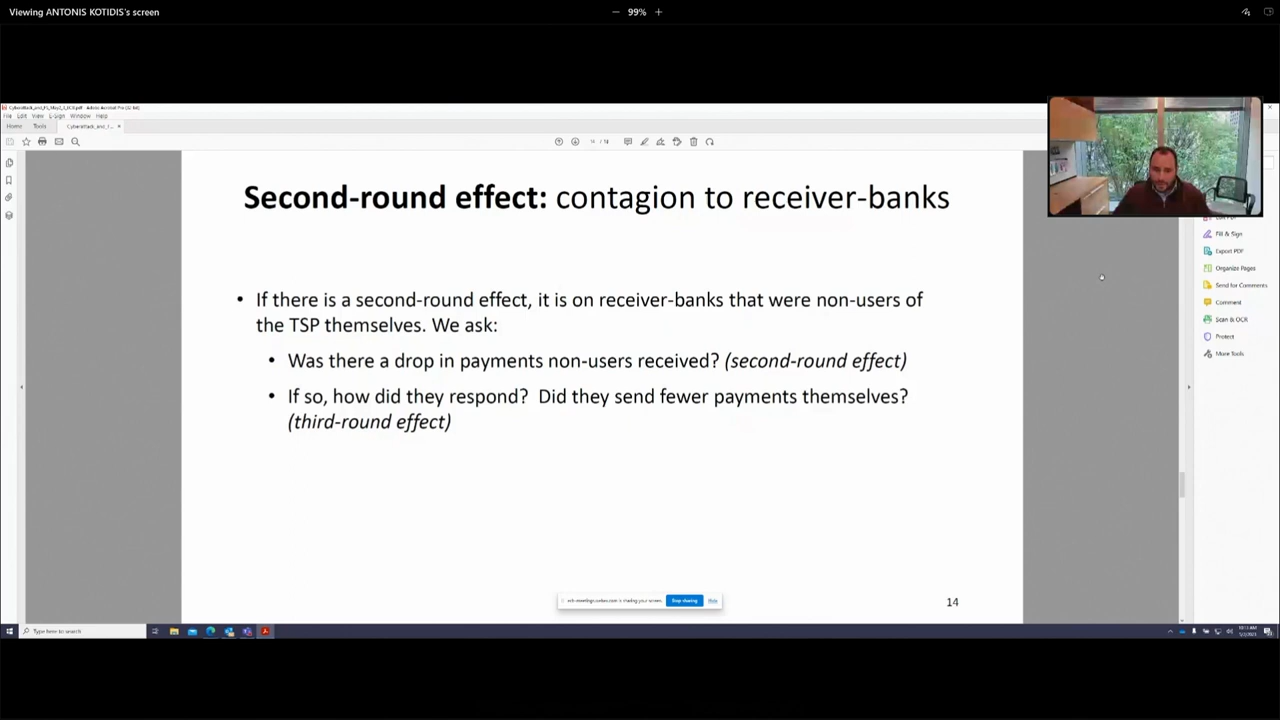 Viewing ANTONIS KOTIDIS's screen
99%
File Edit View E-Sign Window Help
Home Tools
Second-round effect: contagion to receiver-banks
• If there is a second-round effect, it is on receiver-banks that were non-users of
the TSP themselves. We ask:
• Was there a drop in payments non-users received? (second-round effect)
• If so, how did they respond? Did they send fewer payments themselves?
(third-round effect)
14
Fill & Sign
Export PDF
Organize Pages
Send for Comments
Comment
Scan & OCR
Protect
More Tools
Stop sharing
Hide
Type here to search